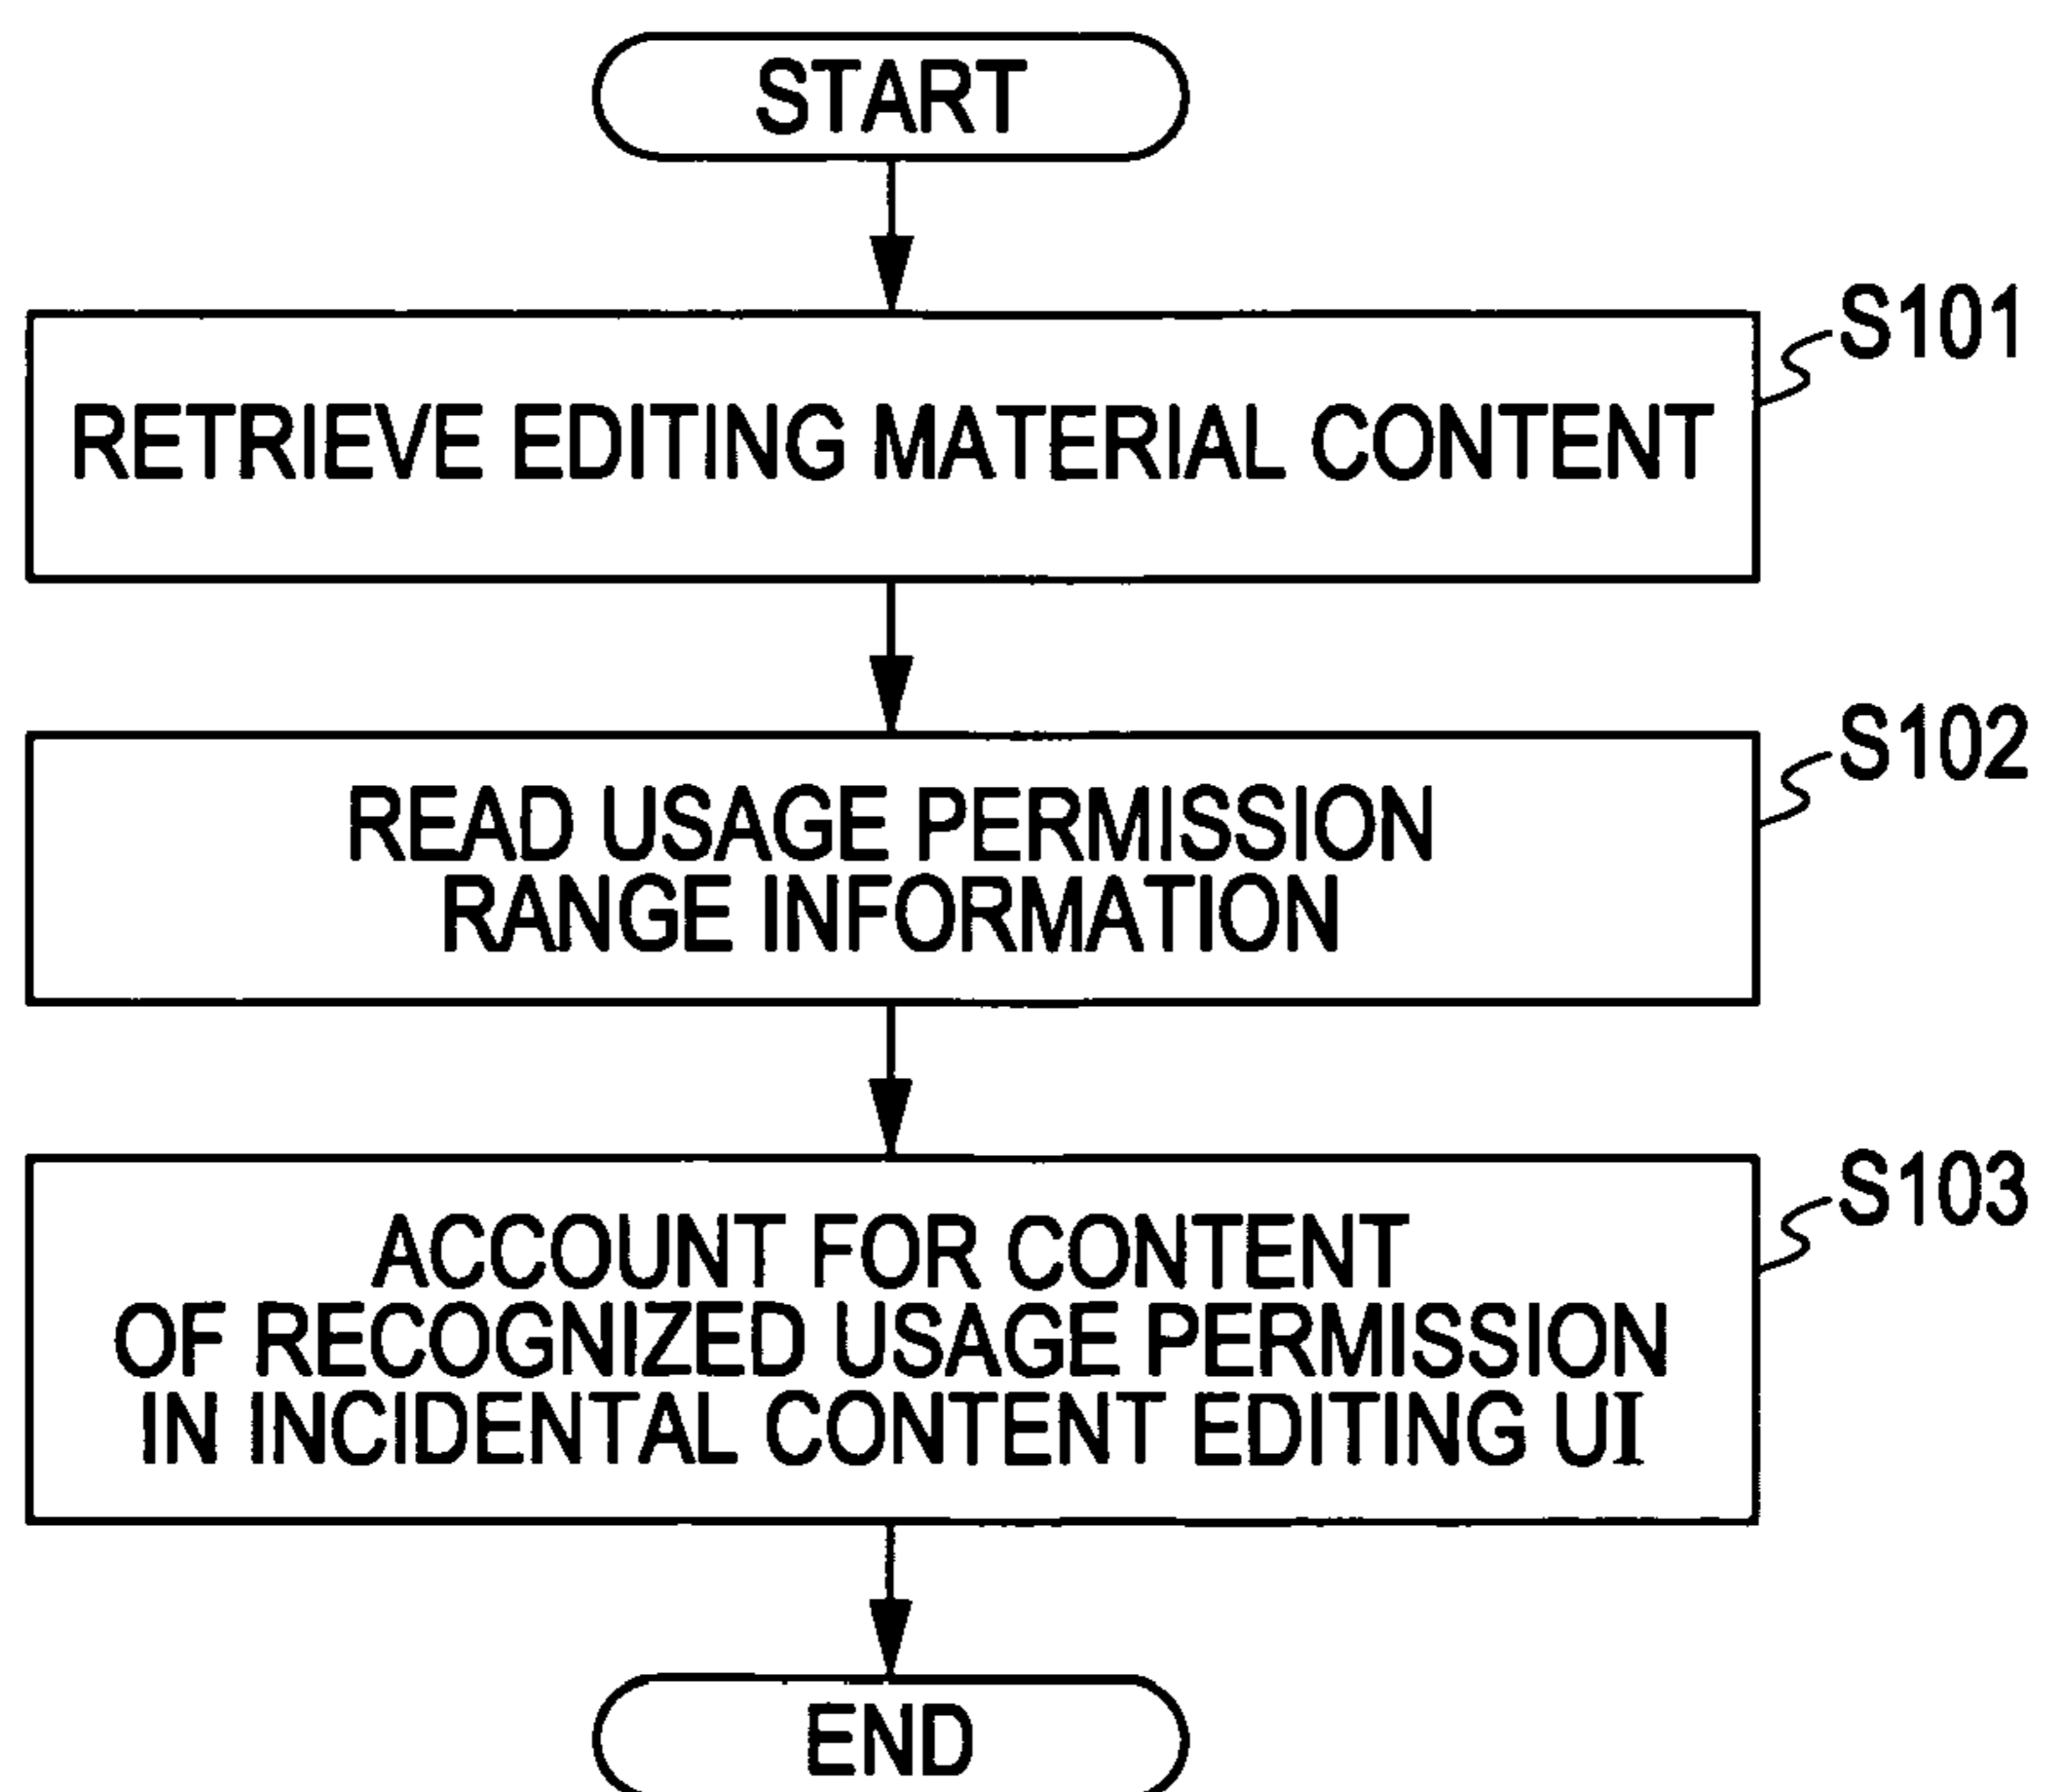 START
S101
RETRIEVE EDITING MATERIAL CONTENT
S102
READ USAGE PERMISSION
RANGE INFORMATION
S103
ACCOUNT FOR CONTENT
OF RECOGNIZED USAGE PERMISSION
IN INCIDENTAL CONTENT EDITING UI
END